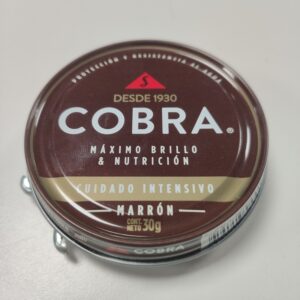 PROTECCIÓN Y RESISTENCIA AL AGUA
S
DESDE 1930
COBRA®
MÁXIMO BRILLO
& NUTRICIÓN
CUIDADO INTENSIVO
MARRÓN
CONT.
NETO 30g
COBRA